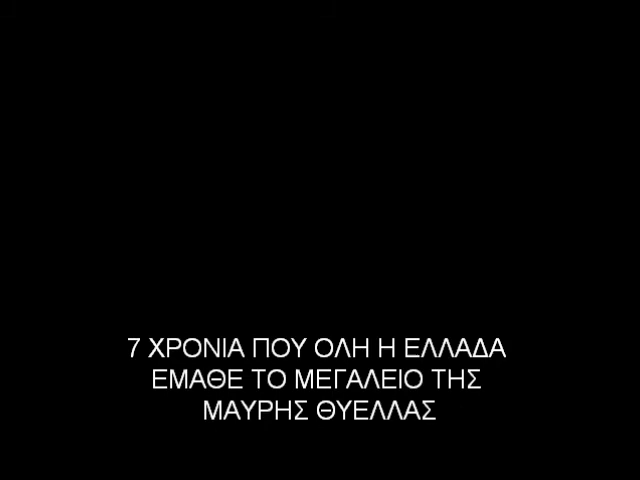 7 ΧΡΟΝΙΑ ΠΟΥ ΟΛΗ Η ΕΛΛΑΔΑ
ΕΜΑΘΕ ΤΟ ΜΕΓΑΛΕΙΟ ΤΗΣ
ΜΑΥΡΗΣ ΘΥΕΛΛΑΣ